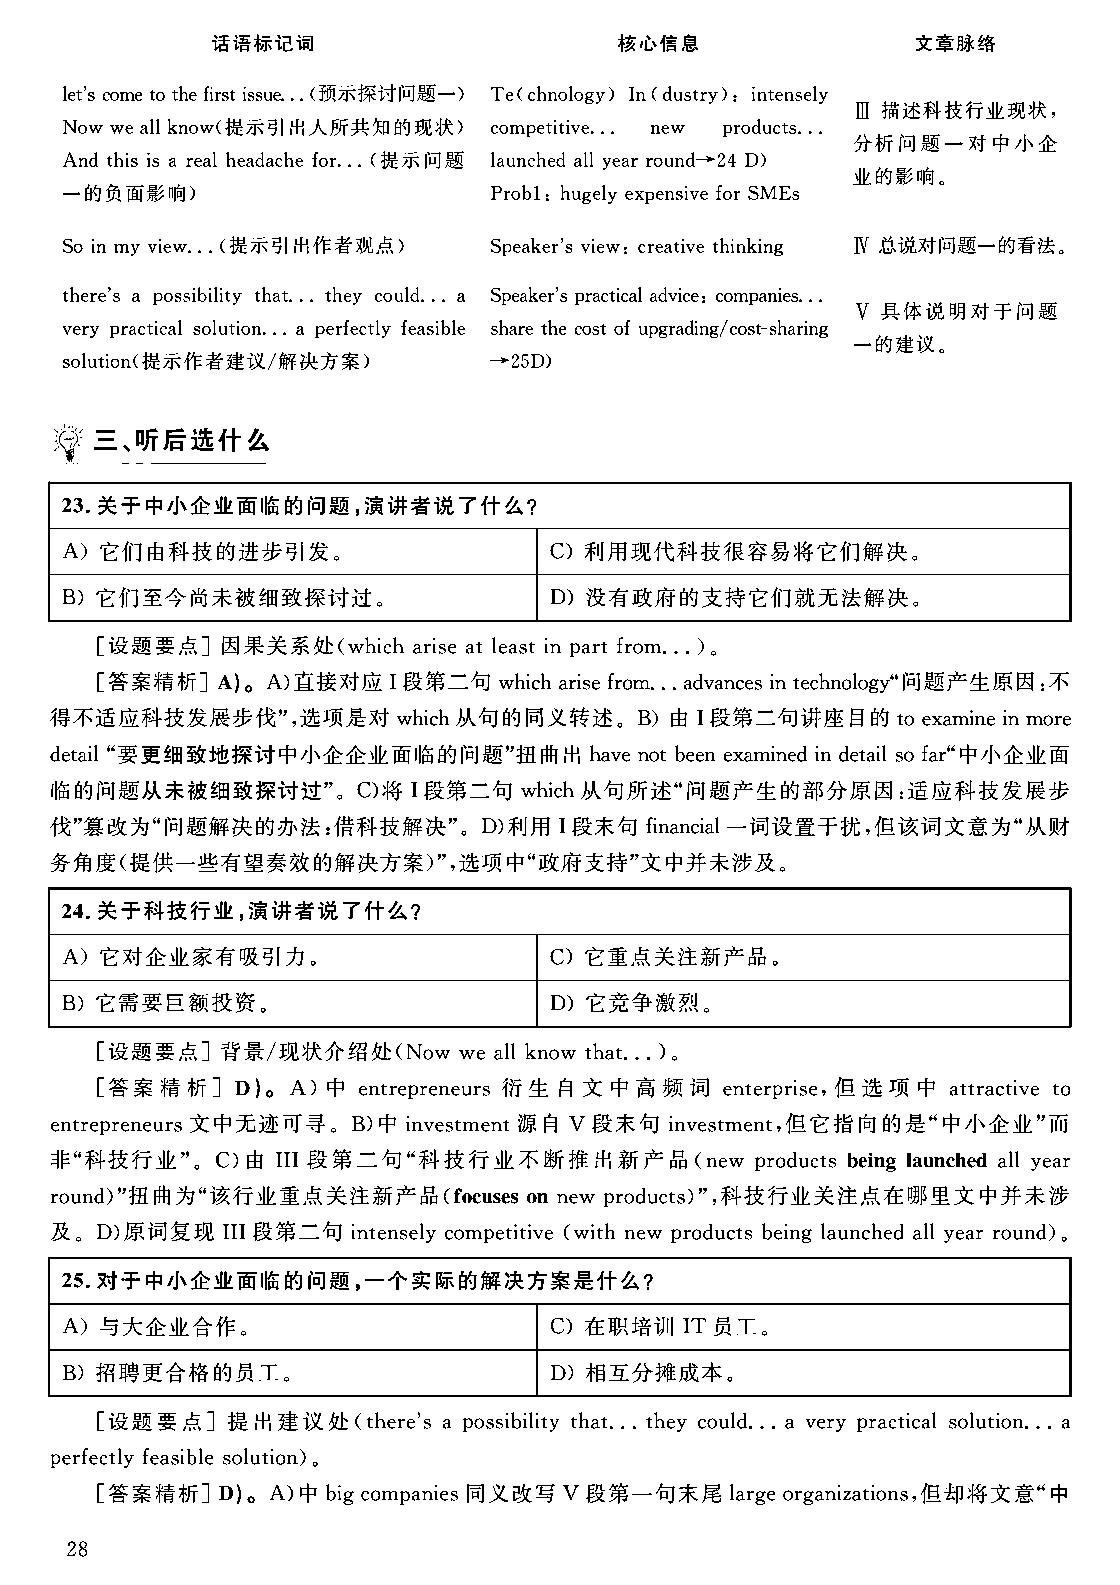 话语标记词 核心信息 文章脉络
let's come to the first issue...(预示探讨问题一)
Now we all know(提示引出人所共知的现状)
And this is a real headache for...(提示问题
一的负面影响)
Te(chnology) In(dustry): intensely
competitive... new products...
launched all year round→24 D)
Prob1: hugely expensive for SMEs
Ⅲ 描述科技行业现状,
分析问题一对中小企
业的影响。
So in my view...(提示引出作者观点)
Speaker's view: creative thinking
Ⅳ 总说对问题一的看法。
there's a possibility that... they could... a
very practical solution... a perfectly feasible
solution(提示作者建议/解决方案)
Speaker's practical advice: companies...
share the cost of upgrading/cost-sharing
→25D)
Ⅴ 具体说明对于问题
一的建议。
三、听后选什么
23. 关于中小企业面临的问题,演讲者说了什么?
A) 它们由科技的进步引发。 C) 利用现代科技很容易将它们解决。
B) 它们至今尚未被细致探讨过。 D) 没有政府的支持它们就无法解决。
[设题要点] 因果关系处(which arise at least in part from...)。
[答案精析] A)。A)直接对应 I 段第二句 which arise from... advances in technology“问题产生原因:不
得不适应科技发展步伐”,选项是对 which 从句的同义转述。B) 由 I 段第二句讲座目的 to examine in more
detail “要更细致地探讨中小企企业面临的问题”扭曲出 have not been examined in detail so far“中小企业面
临的问题从未被细致探讨过”。C)将 I 段第二句 which 从句所述“问题产生的部分原因:适应科技发展步
伐”篡改为“问题解决的办法:借科技解决”。D)利用 I 段末句 financial 一词设置干扰,但该词文意为“从财
务角度(提供一些有望奏效的解决方案)”,选项中“政府支持”文中并未涉及。
24. 关于科技行业,演讲者说了什么?
A) 它对企业家有吸引力。 C) 它重点关注新产品。
B) 它需要巨额投资。 D) 它竞争激烈。
[设题要点] 背景/现状介绍处(Now we all know that...)。
[答案精析] D)。A)中 entrepreneurs 衍生自文中高频词 enterprise,但选项中 attractive to
entrepreneurs 文中无迹可寻。B)中 investment 源自 V 段末句 investment,但它指向的是“中小企业”而
非“科技行业”。C)由 III 段第二句“科技行业不断推出新产品(new products being launched all year
round)”扭曲为“该行业重点关注新产品(focuses on new products)”,科技行业关注点在哪里文中并未涉
及。D)原词复现 III 段第二句 intensely competitive (with new products being launched all year round)。
25. 对于中小企业面临的问题,一个实际的解决方案是什么?
A) 与大企业合作。 C) 在职培训 IT 员工。
B) 招聘更合格的员工。 D) 相互分摊成本。
[设题要点] 提出建议处(there's a possibility that... they could... a very practical solution... a
perfectly feasible solution)。
[答案精析] D)。A)中 big companies 同义改写 V 段第一句末尾 large organizations,但却将文意“中
28